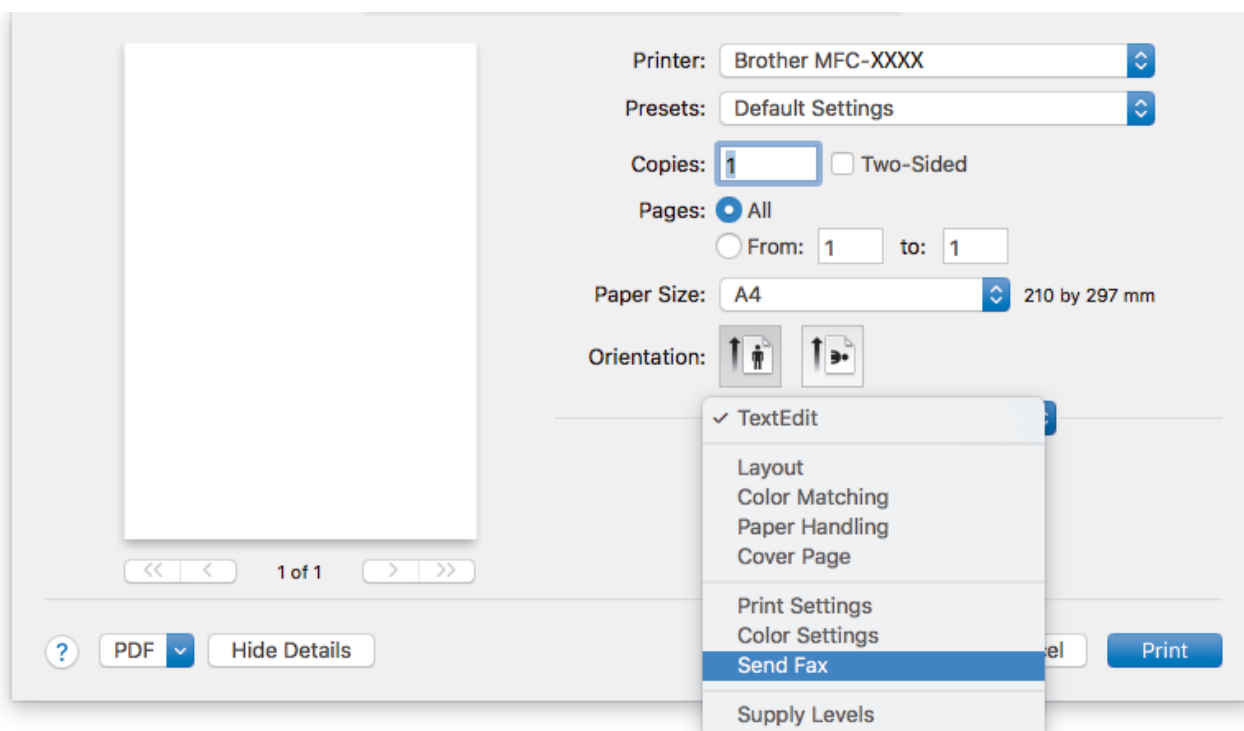 Printer: Brother MFC-XXXX
Presets: Default Settings
Copies: 1 Two-Sided
Pages: All
From: 1 to: 1
Paper Size: A4 210 by 297 mm
Orientation:
✓ TextEdit
Layout
Color Matching
Paper Handling
Cover Page
1 of 1
Print Settings
Color Settings
Send Fax
Supply Levels
? PDF Hide Details el Print